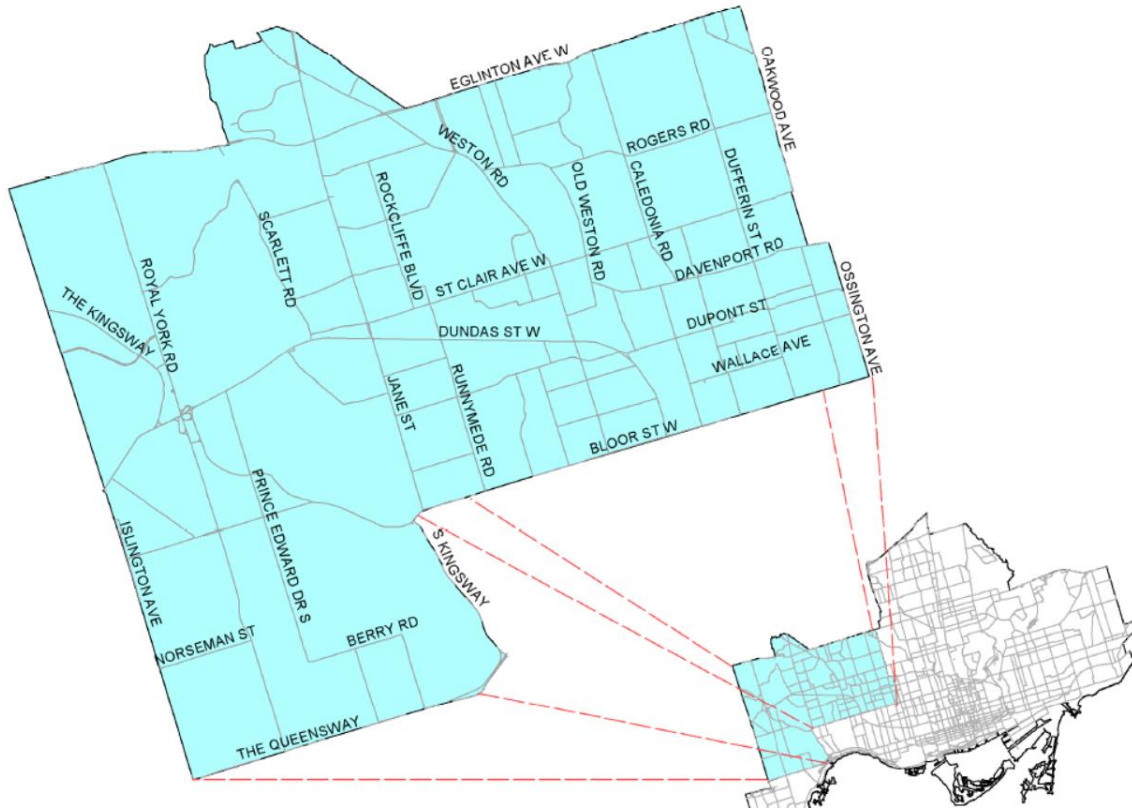 EGLINTON AVE. W
OAKWOOD AVE
WESTON RD
ROGERS RD
ROCKCLIFFE BLVD
OLD WESTON RD
CALEDONIA RD
DUFFERIN ST
SCARLETT RD
ROYAL YORK RD
THE KINGSWAY
ST CLAIR AVE W
DAVENPORT RD
OSSINGTON AVE
DUNDAS ST W
DUPONT ST
WALLACE AVE
JANE ST
RUNNYMEDE RD
BLOOR ST W
PRINCE EDWARD DR S
ISLINGTON AVE
S KINGSWAY
NORSEMAN ST
BERRY RD
THE QUEENSWAY